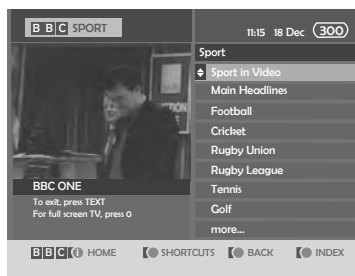 BBC SPORT
11:15 18 Dec 300
Sport
Sport in Video
Main Headlines
Football
Cricket
Rugby Union
Rugby League
Tennis
Golf
more...
BBC ONE
To exit, press TEXT
For full screen TV, press 0
BBCi HOME SHORTCUTS BACK INDEX